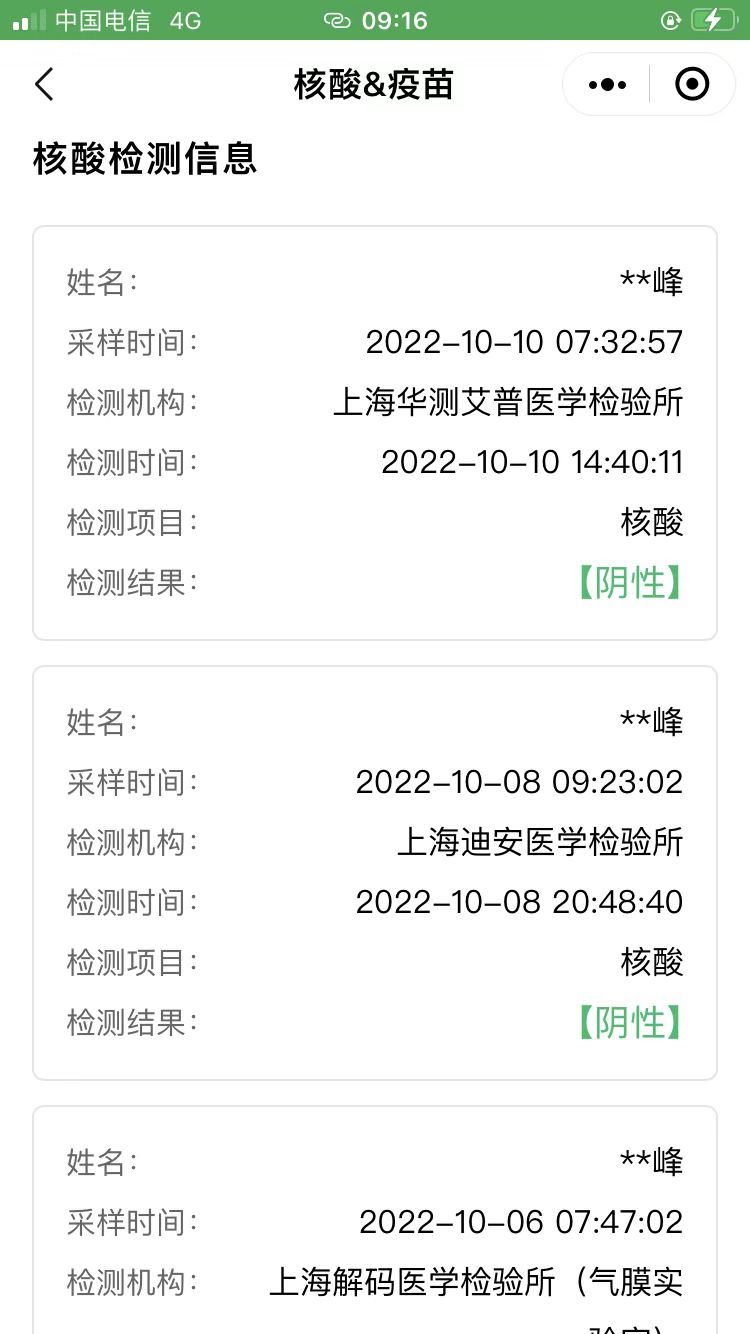 中国电信 4G 09:16
核酸&疫苗
核酸检测信息
姓名: **峰
采样时间: 2022-10-10 07:32:57
检测机构: 上海华测艾普医学检验所
检测时间: 2022-10-10 14:40:11
检测项目: 核酸
检测结果: 【阴性】
姓名: **峰
采样时间: 2022-10-08 09:23:02
检测机构: 上海迪安医学检验所
检测时间: 2022-10-08 20:48:40
检测项目: 核酸
检测结果: 【阴性】
姓名: **峰
采样时间: 2022-10-06 07:47:02
检测机构: 上海解码医学检验所（气膜实
验室）